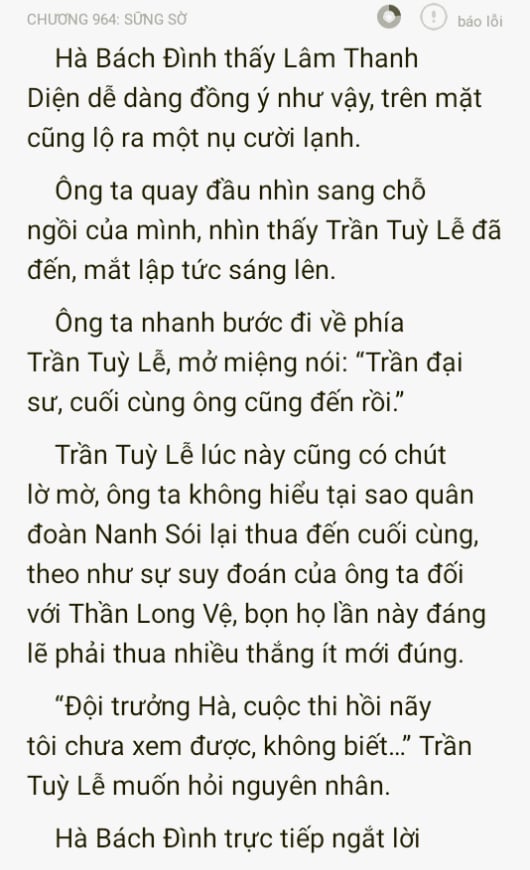 CHƯƠNG 964: SỮNG SỜ
báo lỗi
Hà Bách Đình thấy Lâm Thanh
Diện dễ dàng đồng ý như vậy, trên mặt
cũng lộ ra một nụ cười lạnh.
Ông ta quay đầu nhìn sang chỗ
ngồi của mình, nhìn thấy Trần Tuỳ Lễ đã
đến, mắt lập tức sáng lên.
Ông ta nhanh bước đi về phía
Trần Tuỳ Lễ, mở miệng nói: “Trần đại
sư, cuối cùng ông cũng đến rồi.”
Trần Tuỳ Lễ lúc này cũng có chút
lờ mờ, ông ta không hiểu tại sao quân
đoàn Nanh Sói lại thua đến cuối cùng,
theo như sự suy đoán của ông ta đối
với Thần Long Vệ, bọn họ lần này đáng
lẽ phải thua nhiều thắng ít mới đúng.
“Đội trưởng Hà, cuộc thi hồi nãy
tôi chưa xem được, không biết...” Trần
Tuỳ Lễ muốn hỏi nguyên nhân.
Hà Bách Đình trực tiếp ngắt lời